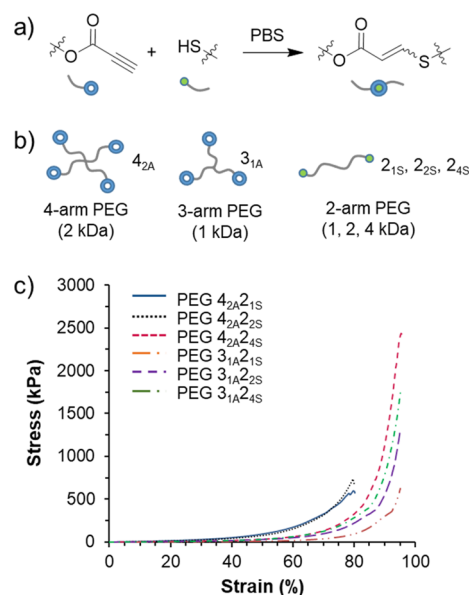 a)
O
O
+
HS
PBS
O
O
S
b)
4₂A
3₁A
2₁S, 2₂S, 2₄S
4-arm PEG
(2 kDa)
3-arm PEG
(1 kDa)
2-arm PEG
(1, 2, 4 kDa)
c)
3000
2500
2000
1500
1000
500
0
Stress (kPa)
PEG 4₂A2₁S
PEG 4₂A2₂S
PEG 4₂A2₄S
PEG 3₁A2₁S
PEG 3₁A2₂S
PEG 3₁A2₄S
0 20 40 60 80 100
Strain (%)